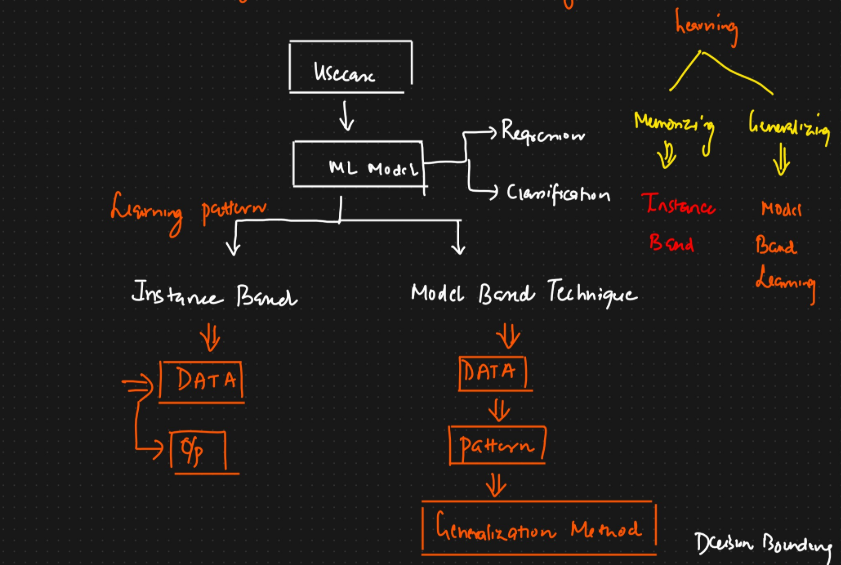 Learning
Usecase
Memorizing
Generalizing
Regression
ML Model
Classification
Instance
Model
Learning pattern
Based
Based
Learning
Instance Based
Model Based Technique
DATA
DATA
O/p
pattern
Generalization Method
Decision Boundary